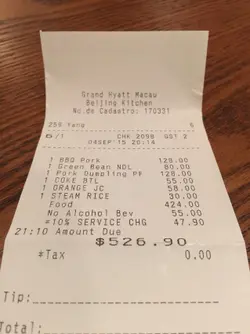 Grand Hyatt Macau
Beijing Kitchen
No.de Cadastro: 170331
259 Yang 6
6/1 CHK 2098 GST 2
04SEP'15 20:14
1 BBQ Pork 128.00
1 Green Bean NDL 80.00
1 Pork Dumpling PF 128.00
1 COKE BTL 55.00
1 ORANGE JC 58.00
1 STEAM RICE 30.00
Food 424.00
No Alcohol Bev 55.00
*10% SERVICE CHG 47.90
21:10 Amount Due
$526.90
*Tax 0.00
Tip:
Total: